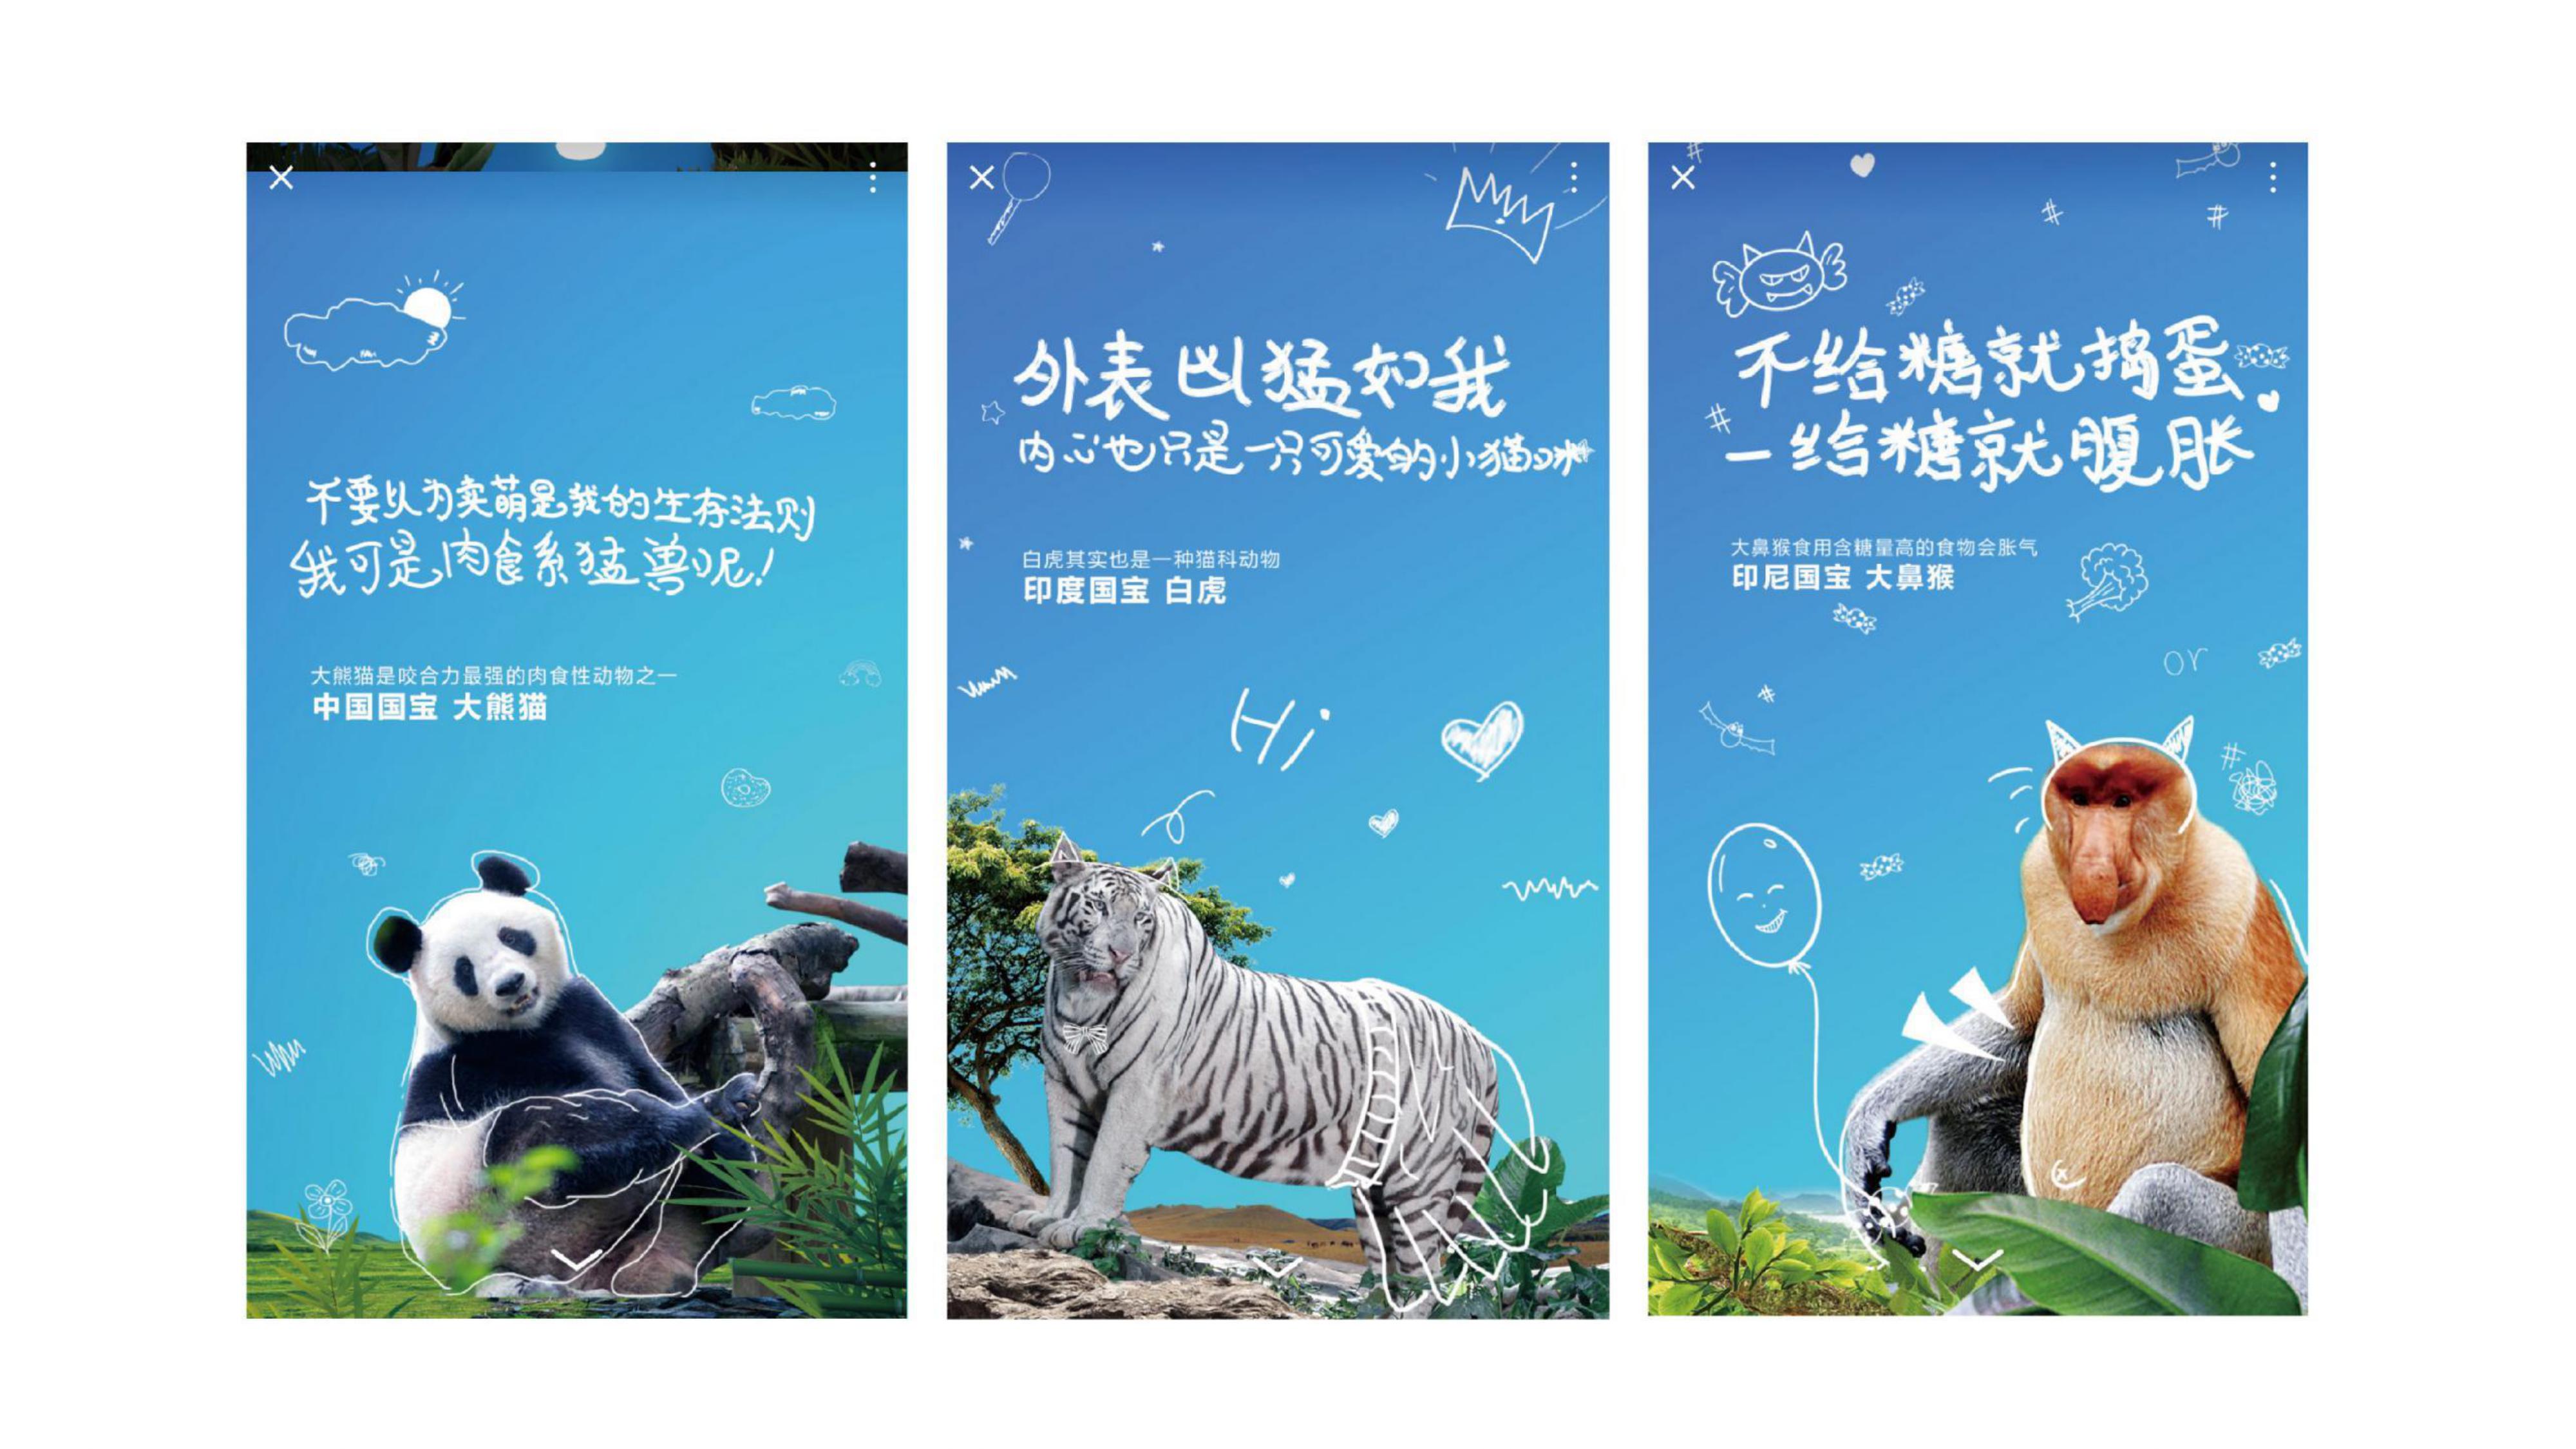 不要以为卖萌是我的生存法则
我可是肉食系猛兽呢!
大熊猫是咬合力最强的肉食性动物之一
中国国宝 大熊猫
外表凶猛如我
内心也只是一只可爱的小猫咪
白虎其实也是一种猫科动物
印度国宝 白虎
Hi
不给糖就捣蛋
一给糖就腹胀
大鼻猴食用含糖量高的食物会胀气
印尼国宝 大鼻猴
or